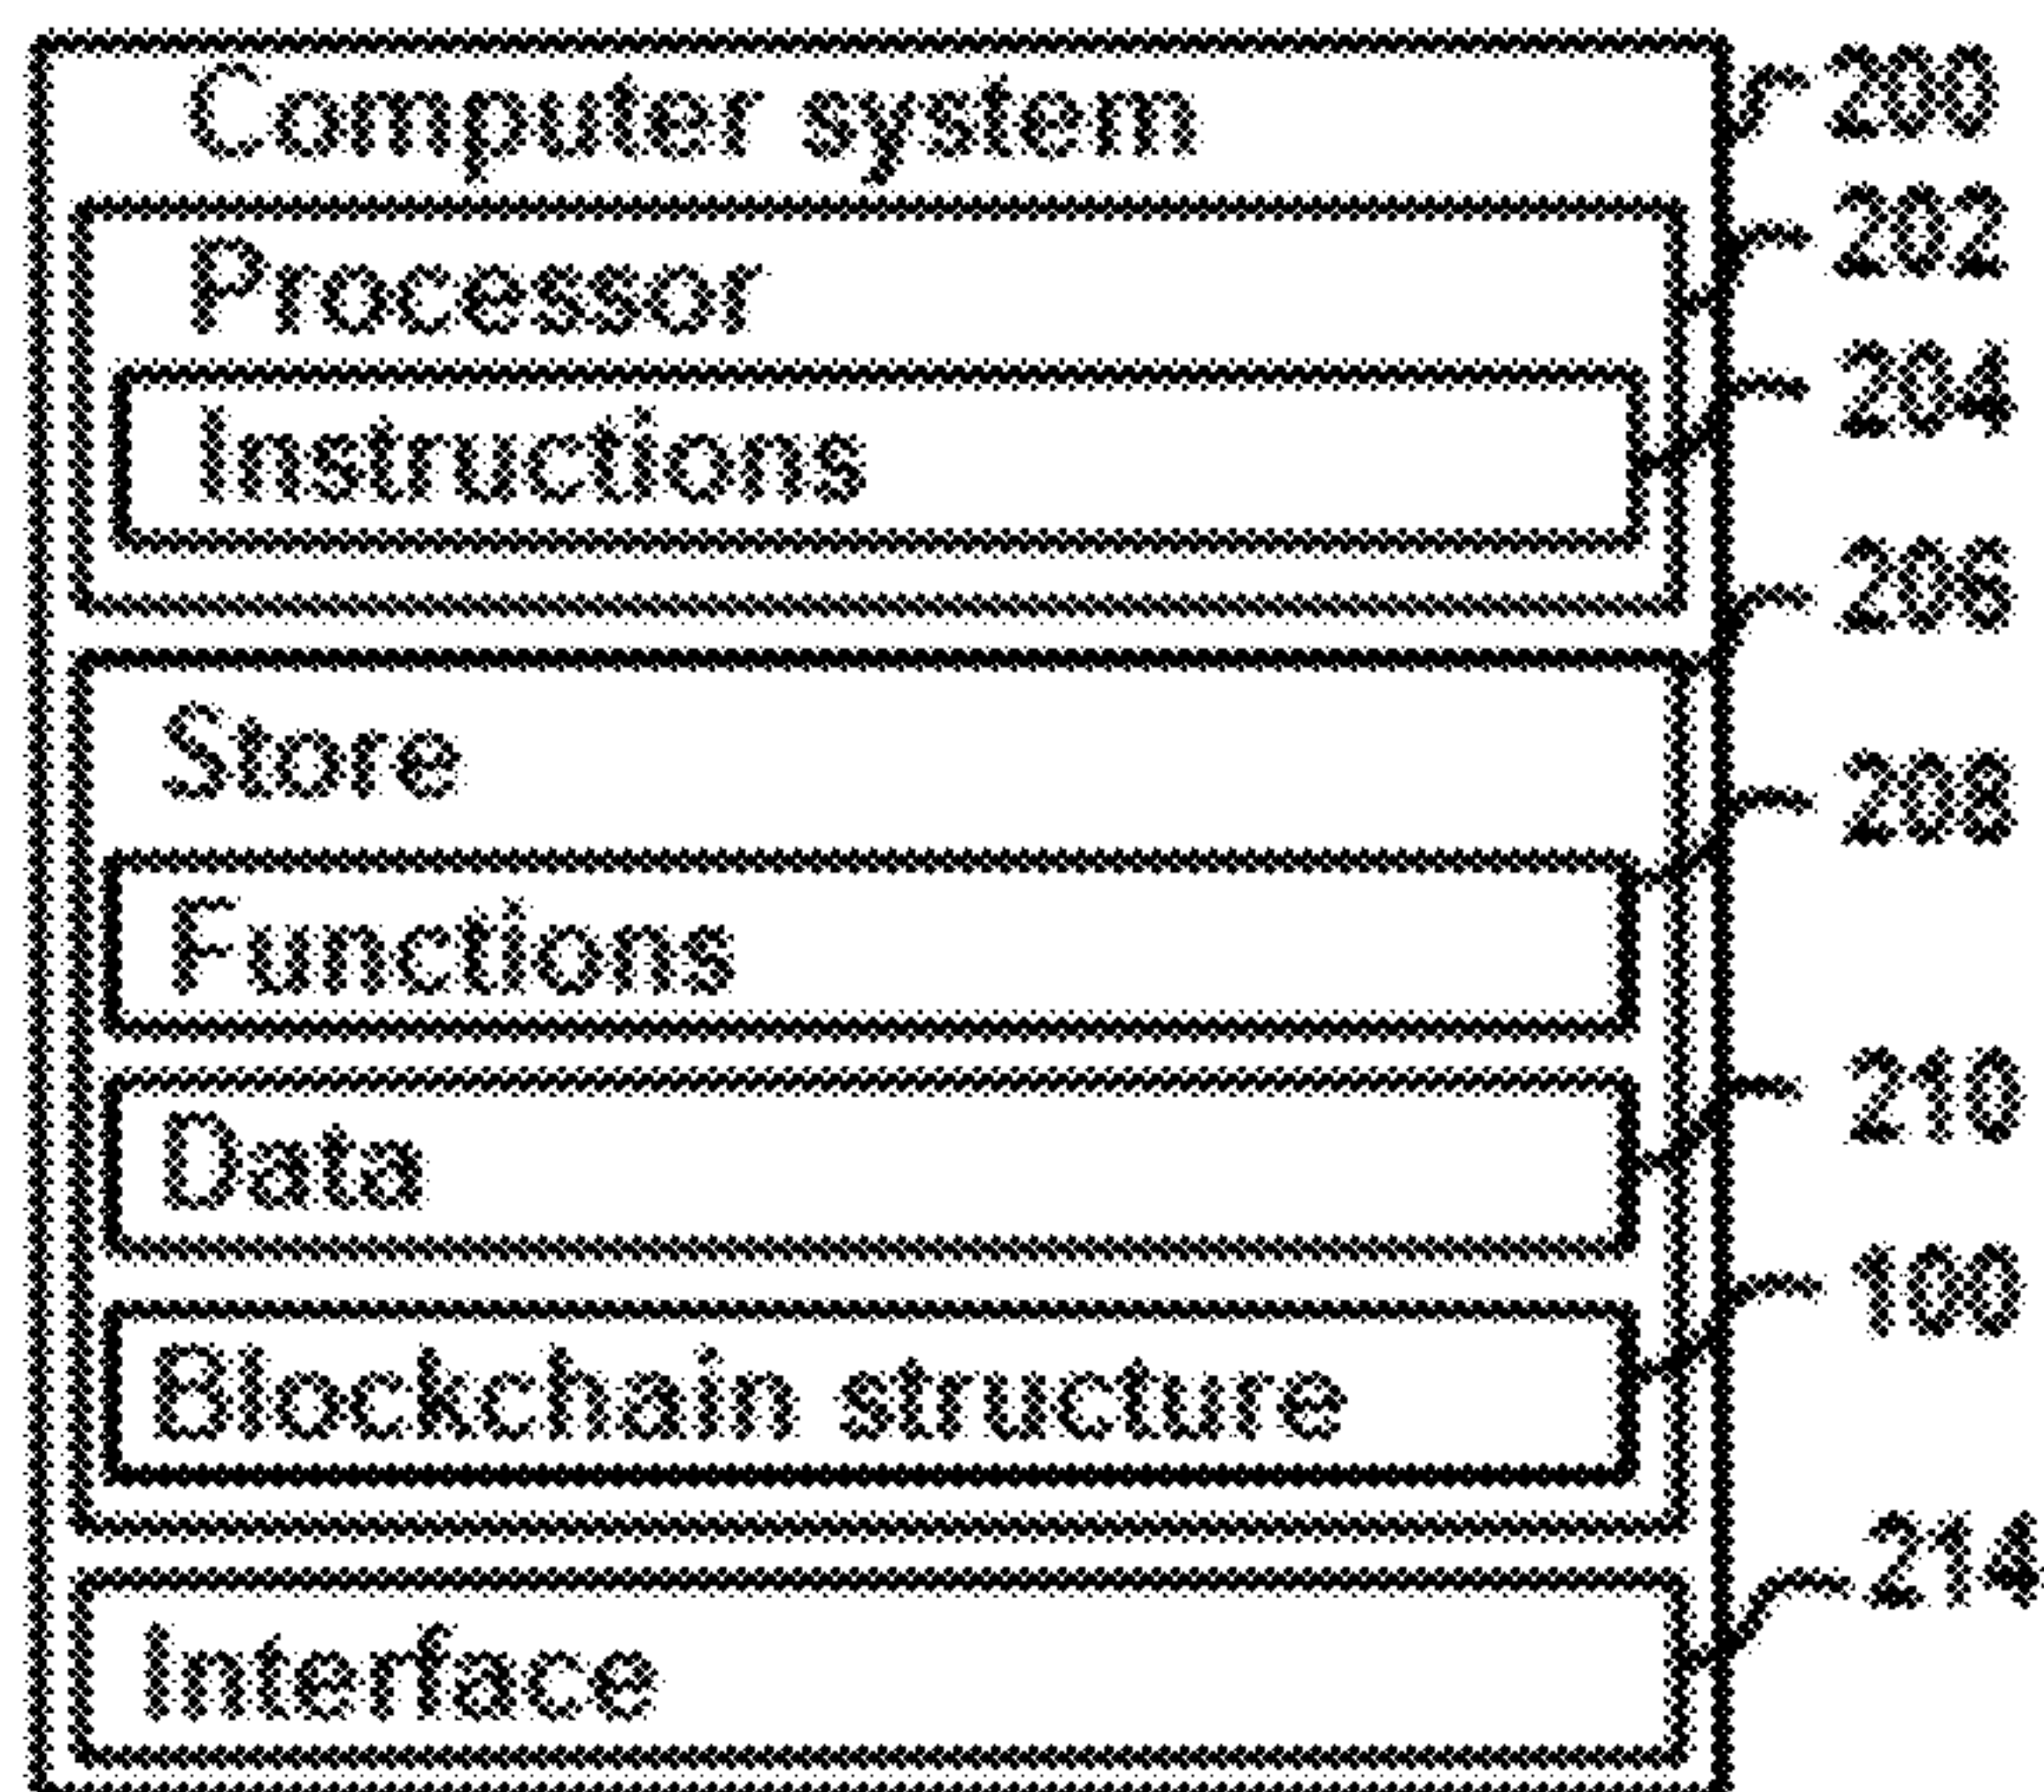 Computer system 200
Processor 202
Instructions 204
206
Store
208
Functions
210
Data
100
Blockchain structure
214
Interface